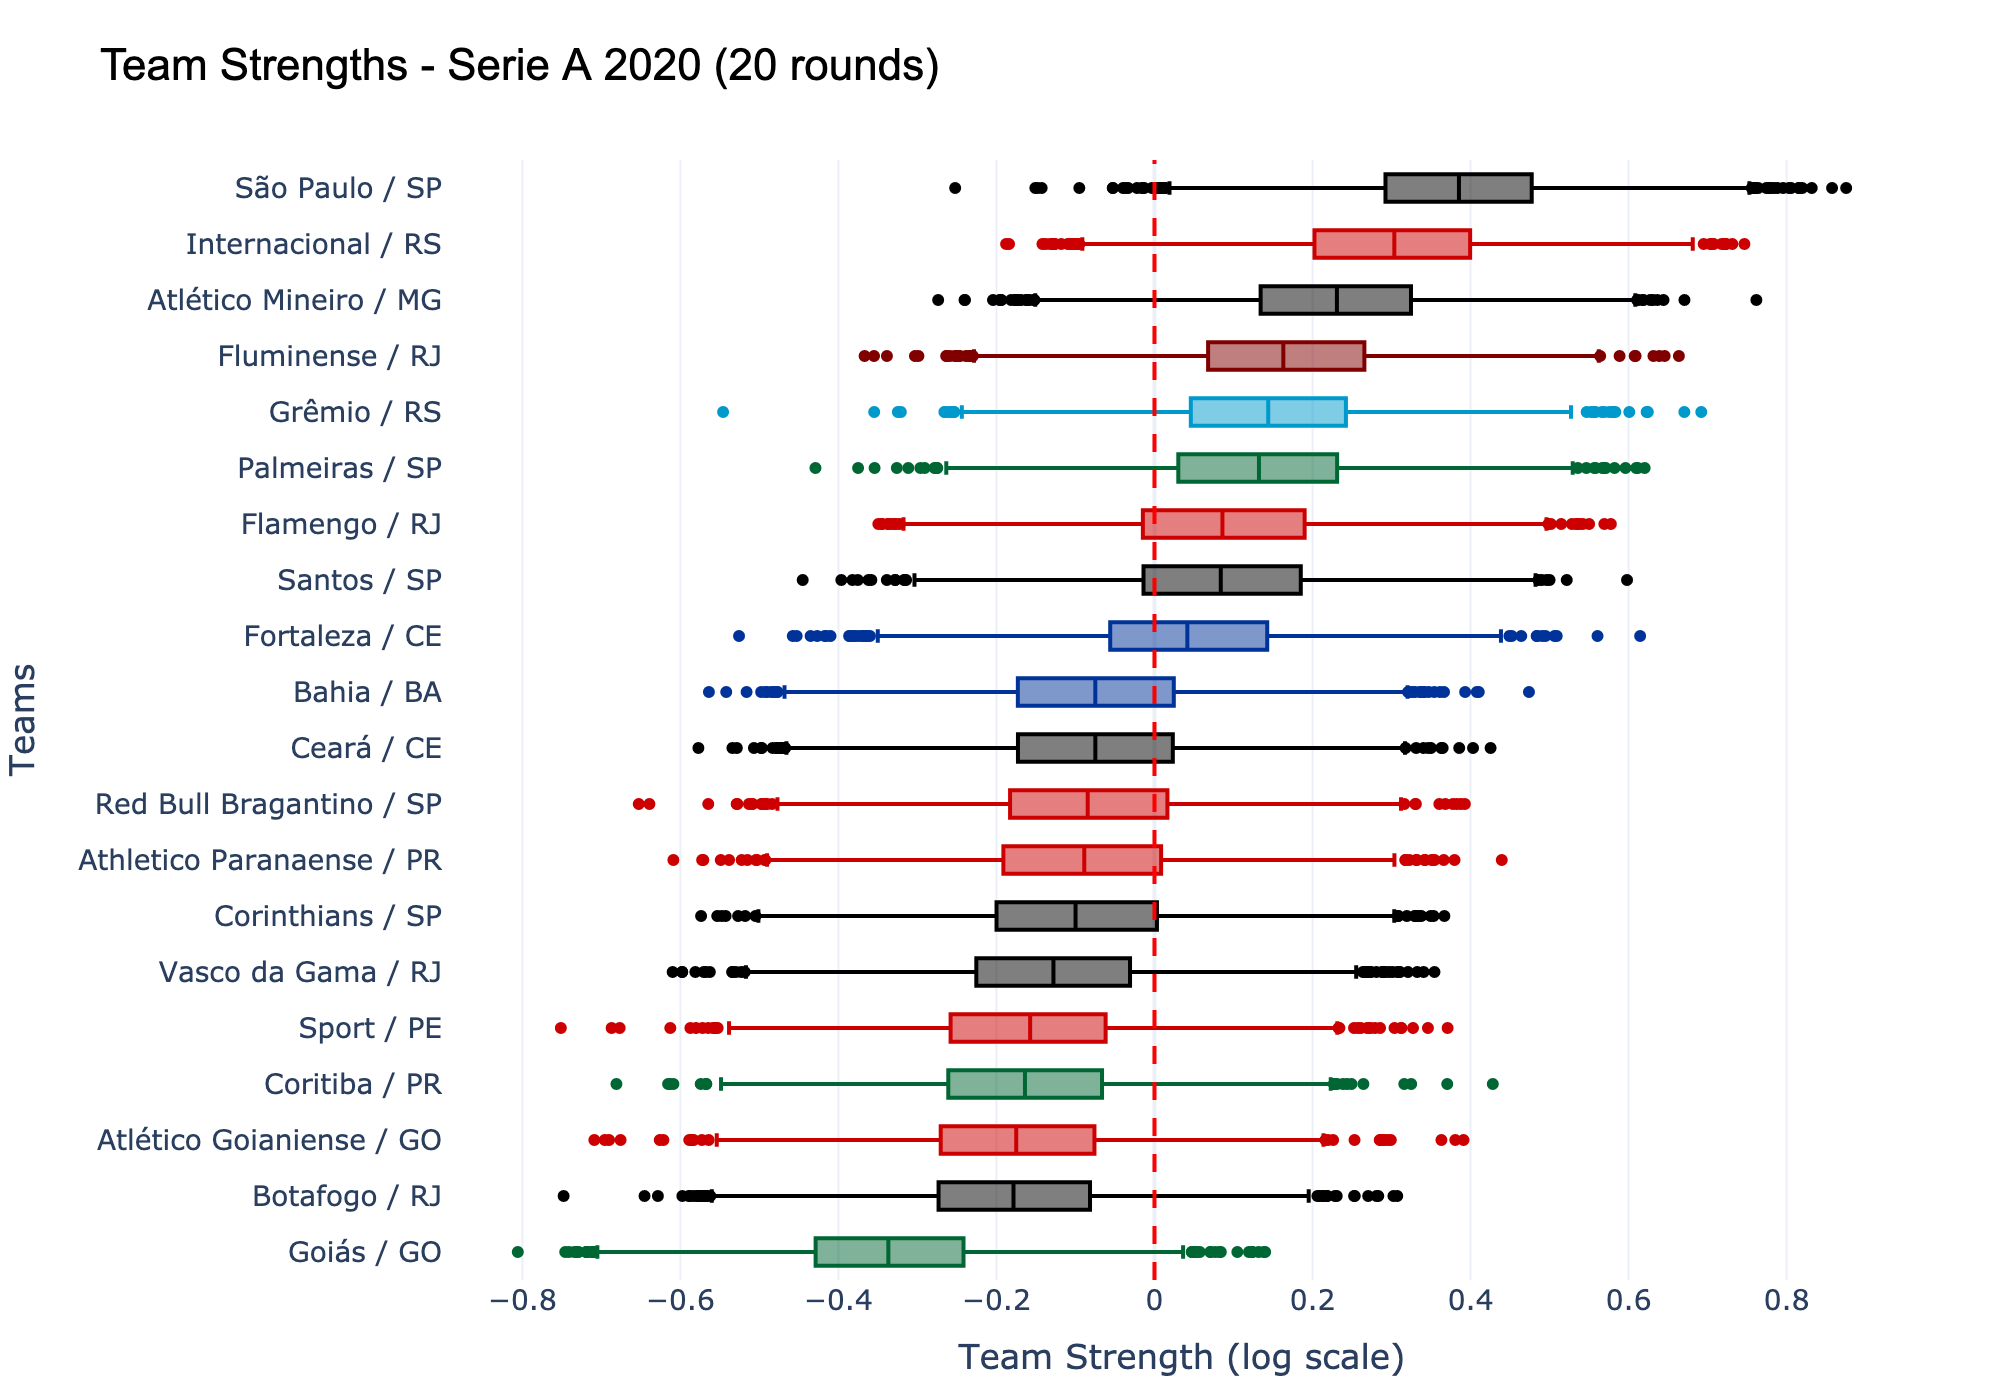 Team Strengths - Serie A 2020 (20 rounds)
Teams
São Paulo / SP
Internacional / RS
Atlético Mineiro / MG
Fluminense / RJ
Grêmio / RS
Palmeiras / SP
Flamengo / RJ
Santos / SP
Fortaleza / CE
Bahia / BA
Ceará / CE
Red Bull Bragantino / SP
Athletico Paranaense / PR
Corinthians / SP
Vasco da Gama / RJ
Sport / PE
Coritiba / PR
Atlético Goianiense / GO
Botafogo / RJ
Goiás / GO
−0.8 −0.6 −0.4 −0.2 0 0.2 0.4 0.6 0.8
Team Strength (log scale)